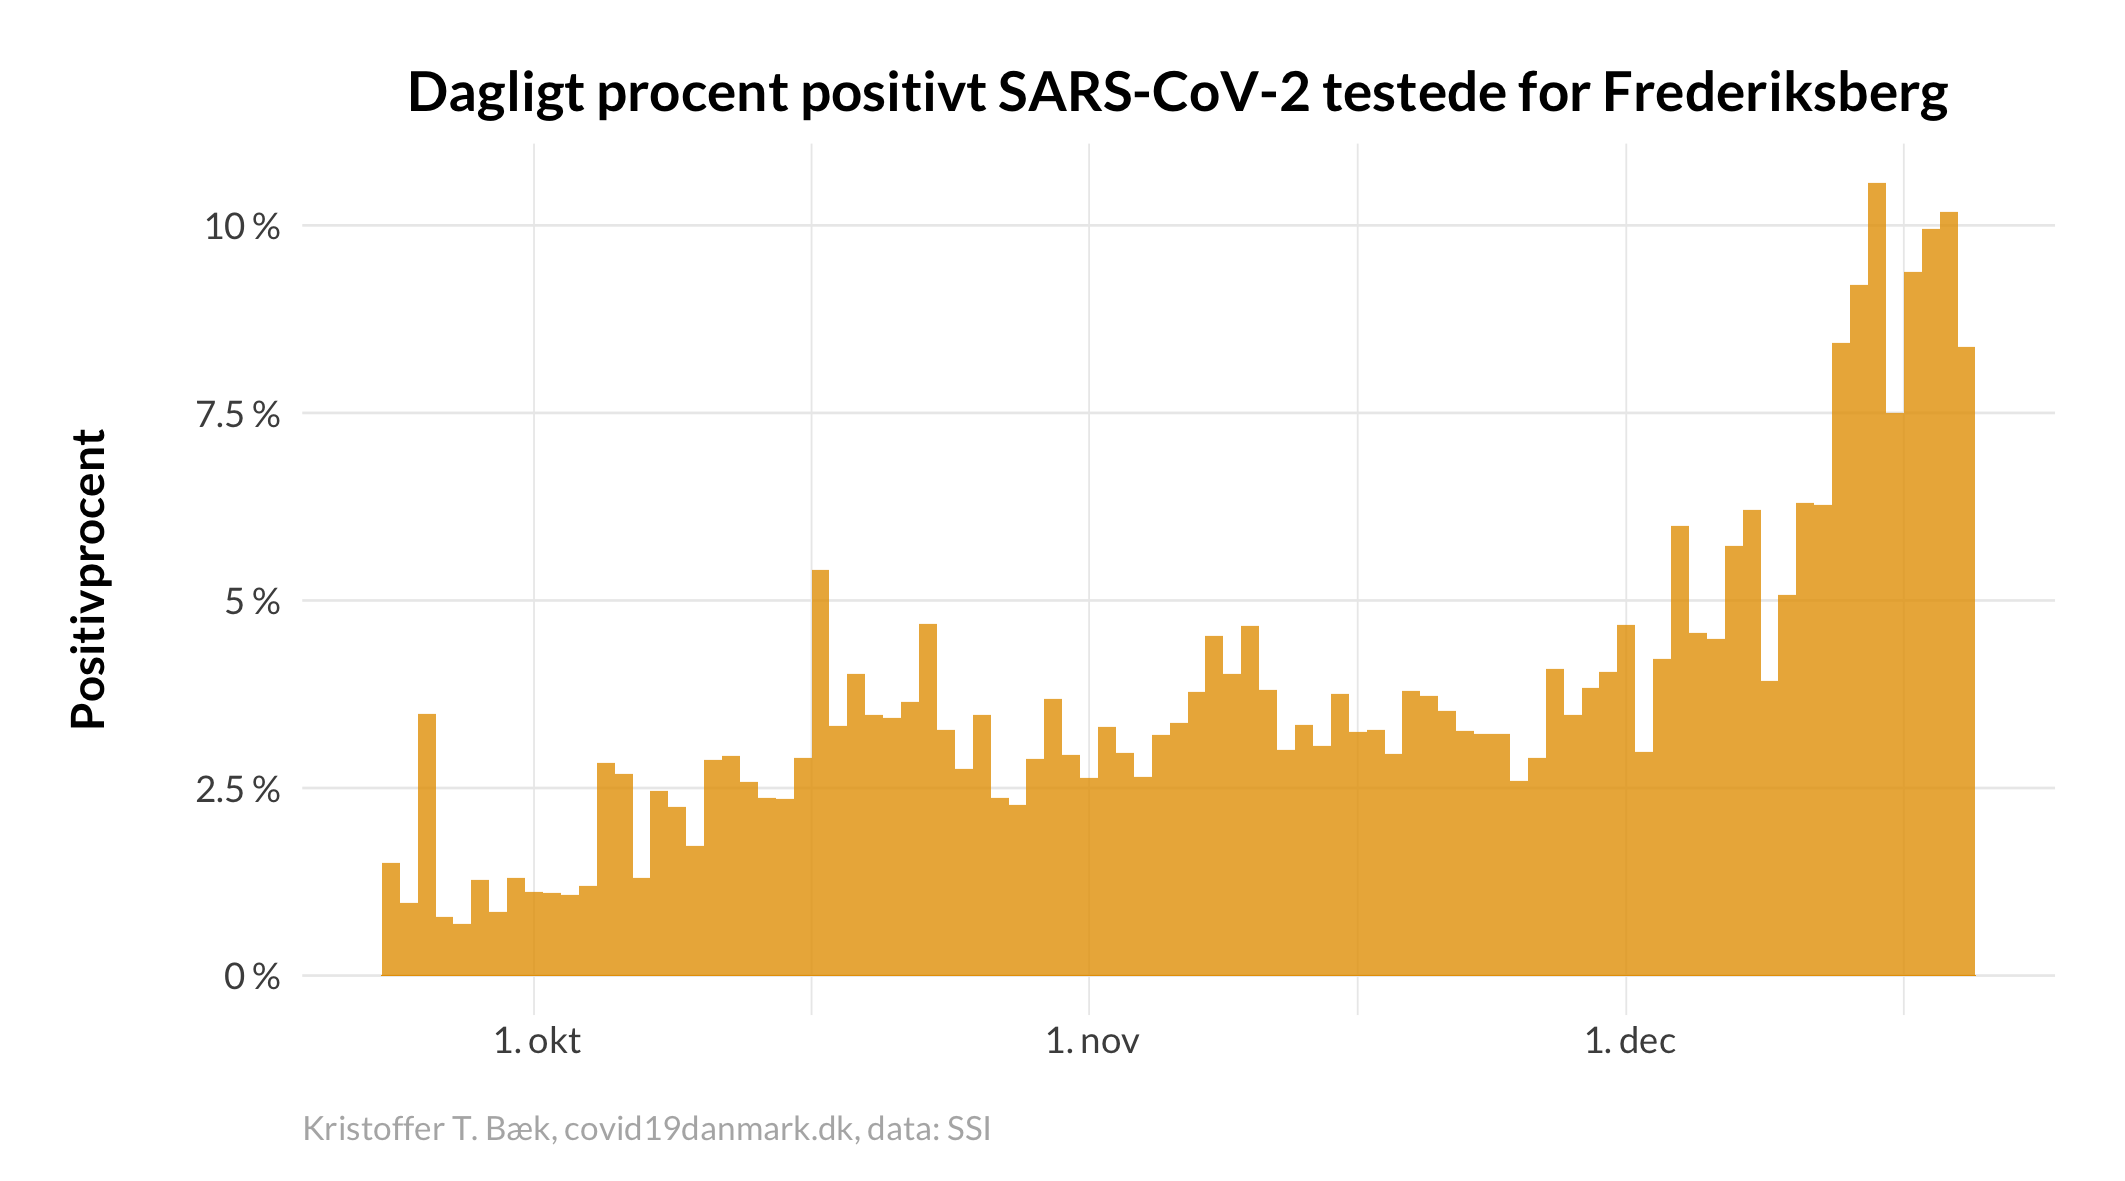 Dagligt procent positivt SARS-CoV-2 testede for Frederiksberg
Positivprocent
10 %
7.5 %
5 %
2.5 %
0 %
1. okt
1. nov
1. dec
Kristoffer T. Bæk, covid19danmark.dk, data: SSI